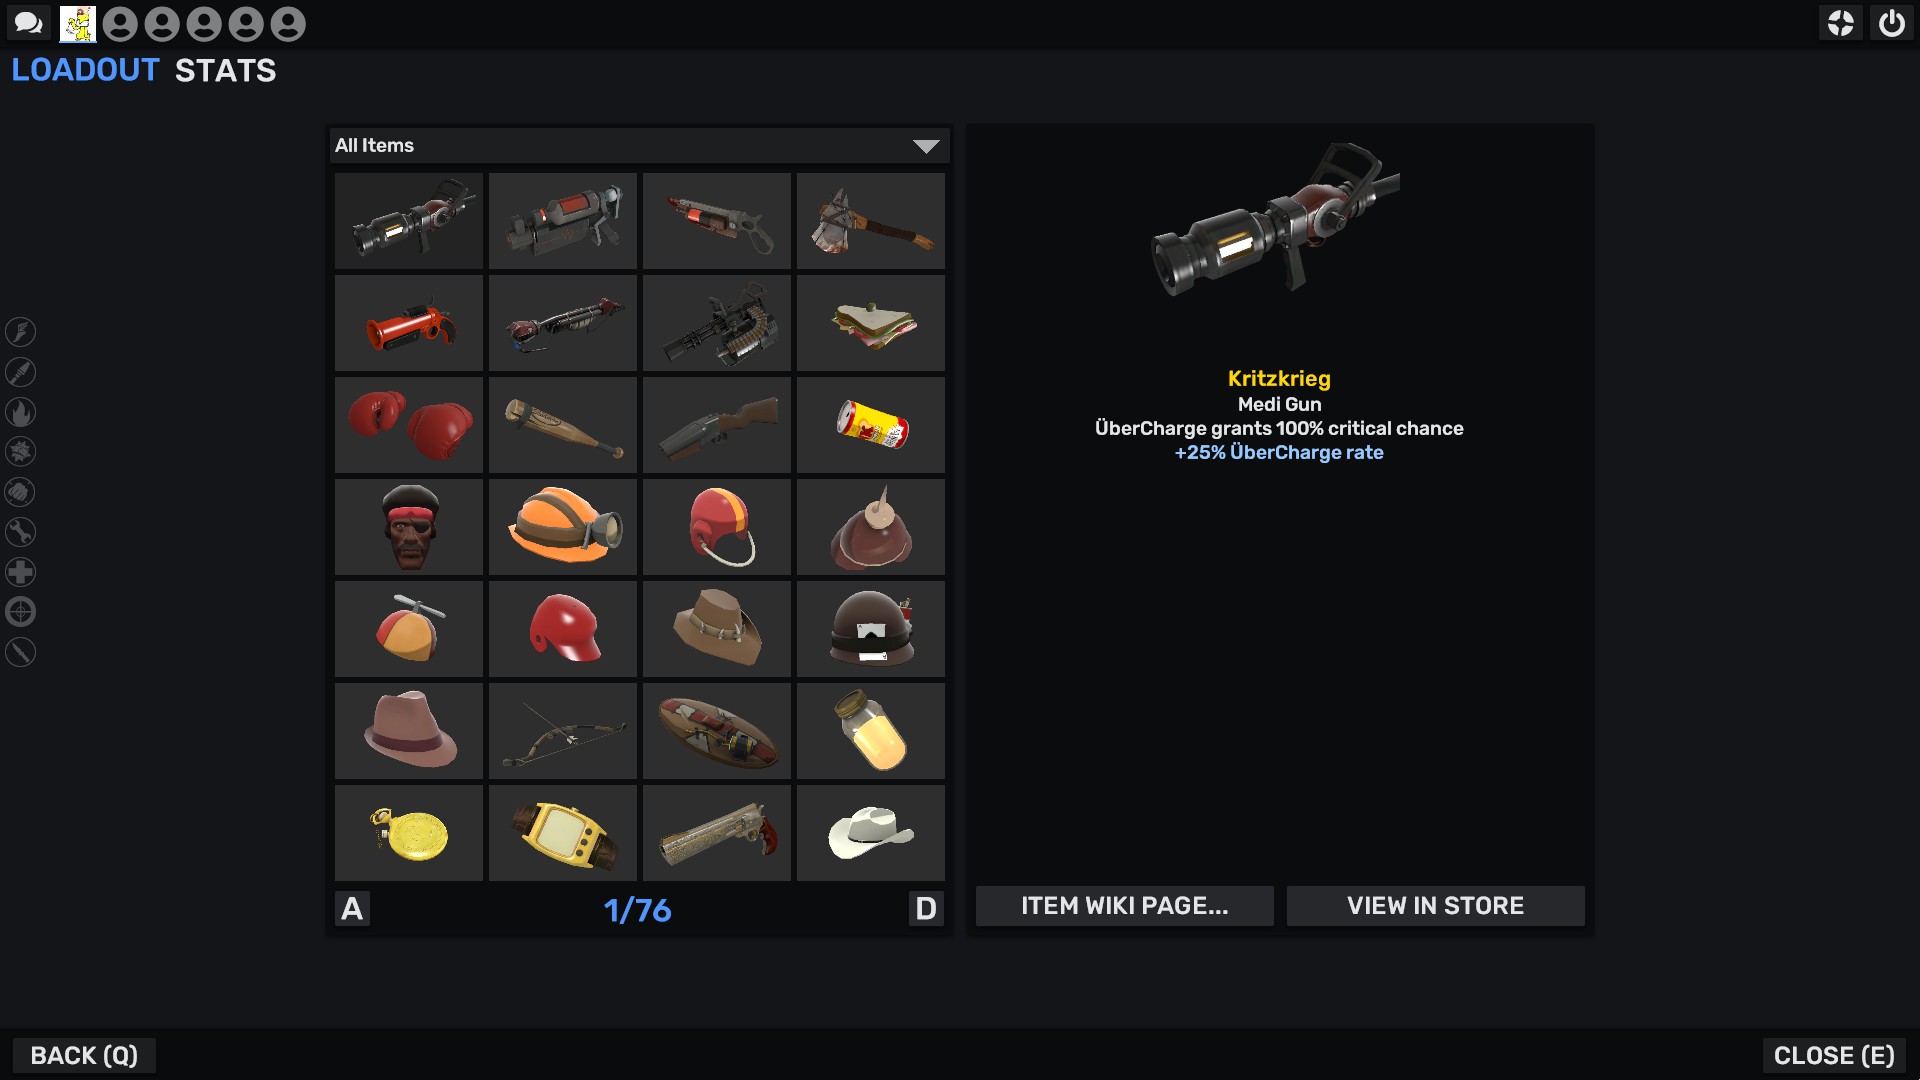 LOADOUT STATS
All Items
Kritzkrieg
Medi Gun
ÜberCharge grants 100% critical chance
+25% ÜberCharge rate
A 1/76 D
ITEM WIKI PAGE... VIEW IN STORE
BACK (Q) CLOSE (E)